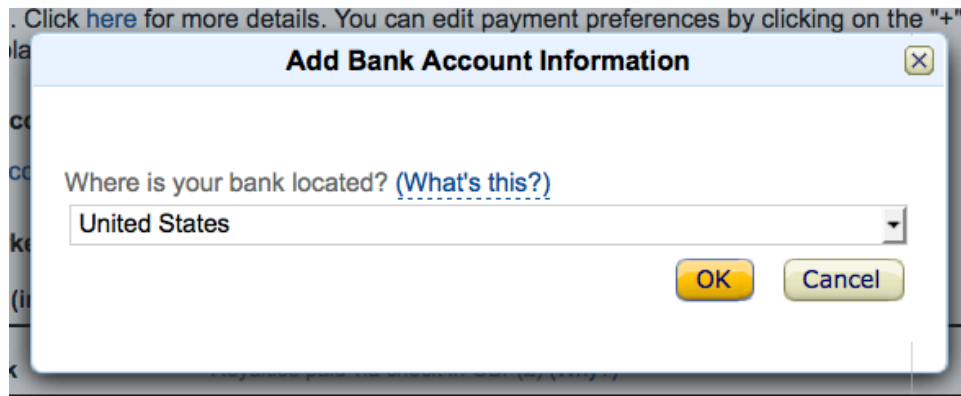 . Click here for more details. You can edit payment preferences by clicking on the "+"
Add Bank Account Information
Where is your bank located? (What's this?)
United States
OK Cancel